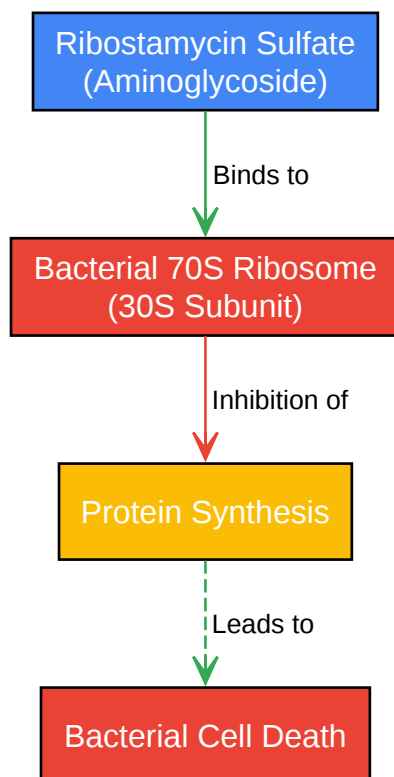 Ribostamycin Sulfate
(Aminoglycoside)
Binds to
Bacterial 70S Ribosome
(30S Subunit)
Inhibition of
Protein Synthesis
Leads to
Bacterial Cell Death